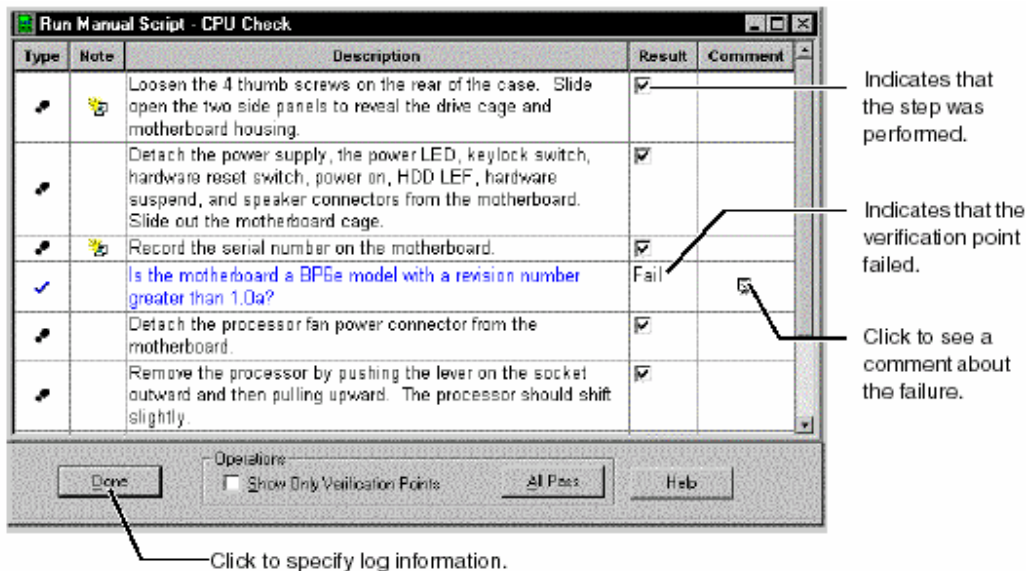 Run Manual Script - CPU Check
Type Note Description Result Comment
Loosen the 4 thumb screws on the rear of the case. Slide
open the two side panels to reveal the drive cage and
motherboard housing.
Detach the power supply, the power LED, keylock switch,
hardware reset switch, power on, HDD LEF, hardware
suspend, and speaker connectors from the motherboard.
Slide out the motherboard cage.
Record the serial number on the motherboard.
Is the motherboard a BP6e model with a revision number
greater than 1.0a?
Fail
Detach the processor fan power connector from the
motherboard.
Remove the processor by pushing the lever on the socket
outward and then pulling upward. The processor should shift
slightly.
Indicates that
the step was
performed.
Indicates that the
verification point
failed.
Click to see a
comment about
the failure.
Done
Operations
Show Only Verification Points
All Pass
Help
Click to specify log information.